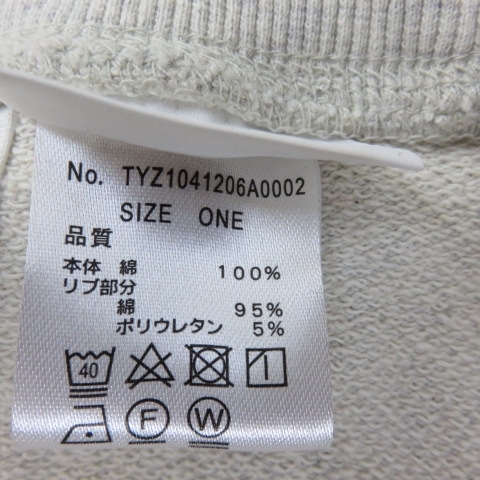 No. TYZ1041206A0002
SIZE ONE
品質
本体 綿 100%
リブ部分
綿 95%
ポリウレタン 5%
40
F W